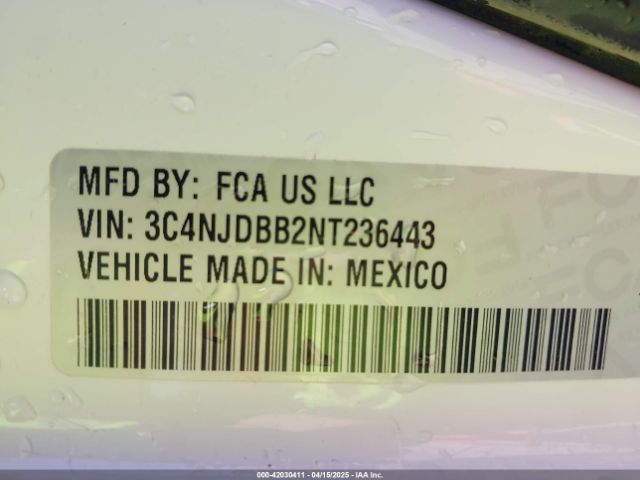 MFD BY: FCA US LLC
VIN: 3C4NJDBB2NT236443
VEHICLE MADE IN: MEXICO
000-42030411 - 04/15/2025 - IAA Inc.